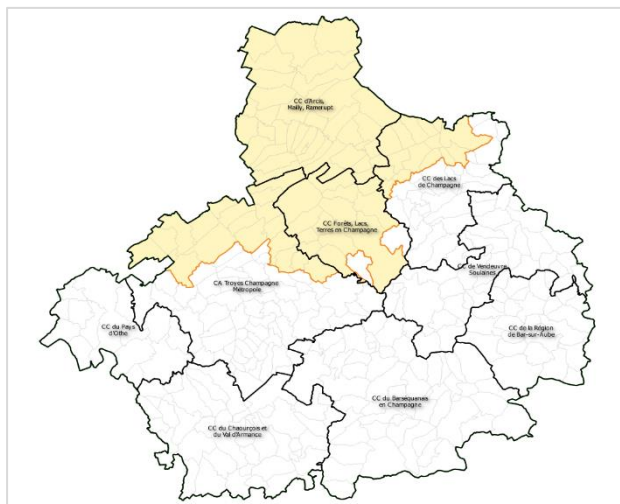 CC d'Arcis,
Mailly, Ramerupt
CC des Lacs
de Champagne
CC Forêts, Lacs,
Terres en Champagne
CC de Vendeuvre
Soulaines
CA Troyes Champagne
Métropole
CC du Pays
d'Othe
CC de la Région
de Bar-sur-Aube
CC du Barséquanais
en Champagne
CC du Chaourçois et
du Val d'Armance